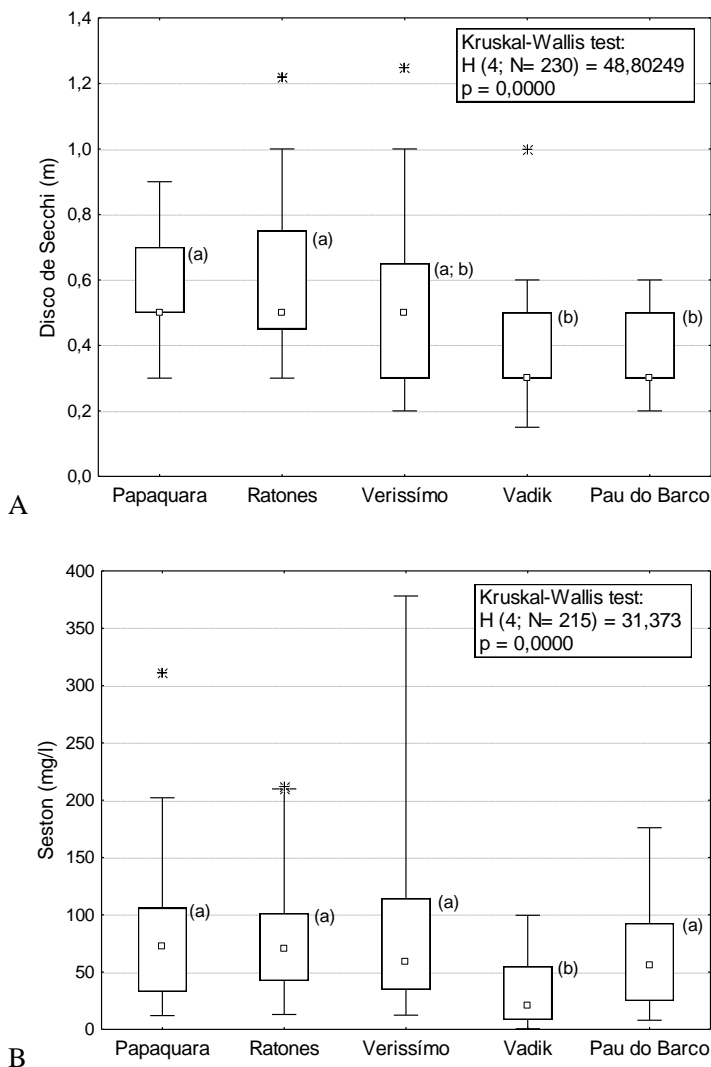 1,4
1,2
1,0
0,8
0,6
0,4
0,2
0,0
Disco de Secchi (m)
Kruskal-Wallis test:
H (4; N= 230) = 48,80249
p = 0,0000
(a)
(a)
(a; b)
(b)
(b)
Papaquara Ratones Verissímo Vadik Pau do Barco
A
400
350
300
250
200
150
100
50
0
Seston (mg/l)
Kruskal-Wallis test:
H (4; N= 215) = 31,373
p = 0,0000
(a)
(a)
(a)
(b)
(a)
Papaquara Ratones Verissímo Vadik Pau do Barco
B